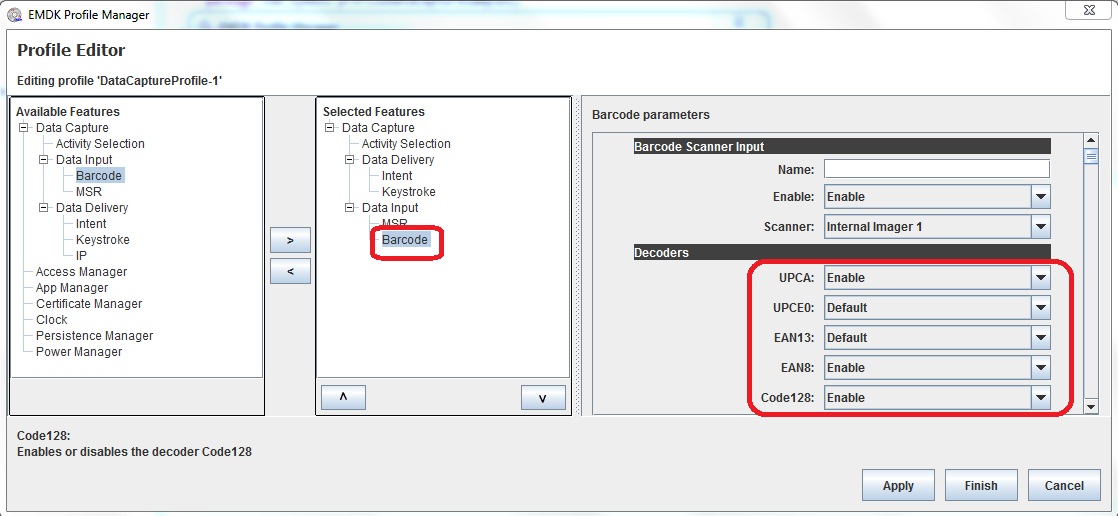 EMDK Profile Manager
Profile Editor
Editing profile 'DataCaptureProfile-1'
Available Features
Data Capture
Activity Selection
Data Input
Barcode
MSR
Data Delivery
Intent
Keystroke
IP
Access Manager
App Manager
Certificate Manager
Clock
Persistence Manager
Power Manager
>
<
Selected Features
Data Capture
Activity Selection
Data Delivery
Intent
Keystroke
Data Input
MSR
Barcode
Barcode parameters
Barcode Scanner Input
Name:
Enable: Enable
Scanner: Internal Imager 1
Decoders
UPCA: Enable
UPCE0: Default
EAN13: Default
EAN8: Enable
Code128: Enable
Code128:
Enables or disables the decoder Code128
Apply Finish Cancel